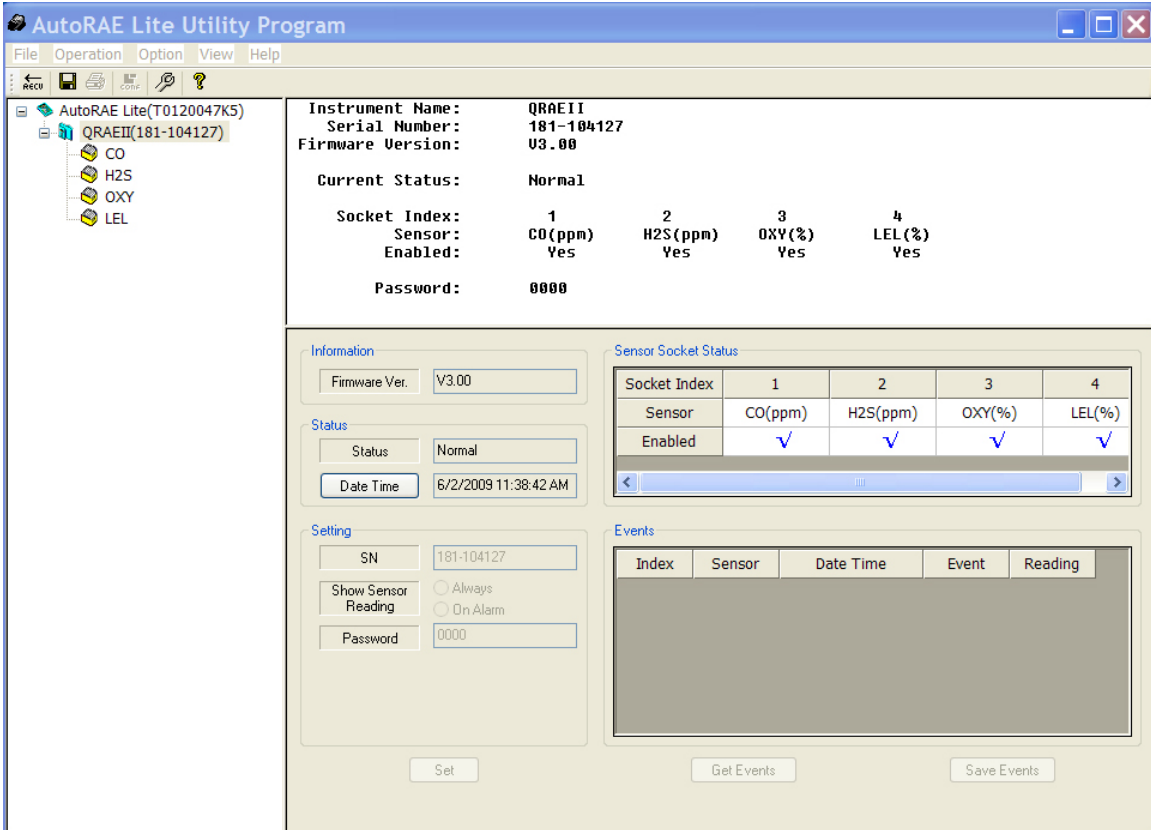 AutoRAE Lite Utility Program
File Operation Option View Help
RECU CONF
AutoRAE Lite(T0120047K5)
QRAEII(181-104127)
CO
H2S
OXY
LEL
Instrument Name: QRAEII
Serial Number: 181-104127
Firmware Version: V3.00
Current Status: Normal
Socket Index: 1 2 3 4
Sensor: CO(ppm) H2S(ppm) OXY(%) LEL(%)
Enabled: Yes Yes Yes Yes
Password: 0000
Information
Firmware Ver. V3.00
Status
Status Normal
Date Time 6/2/2009 11:38:42 AM
Setting
SN 181-104127
Show Sensor Reading
Always
On Alarm
Password 0000
Set
Sensor Socket Status
Socket Index 1 2 3 4
Sensor CO(ppm) H2S(ppm) OXY(%) LEL(%)
Enabled √ √ √ √
Events
Index Sensor Date Time Event Reading
Get Events Save Events